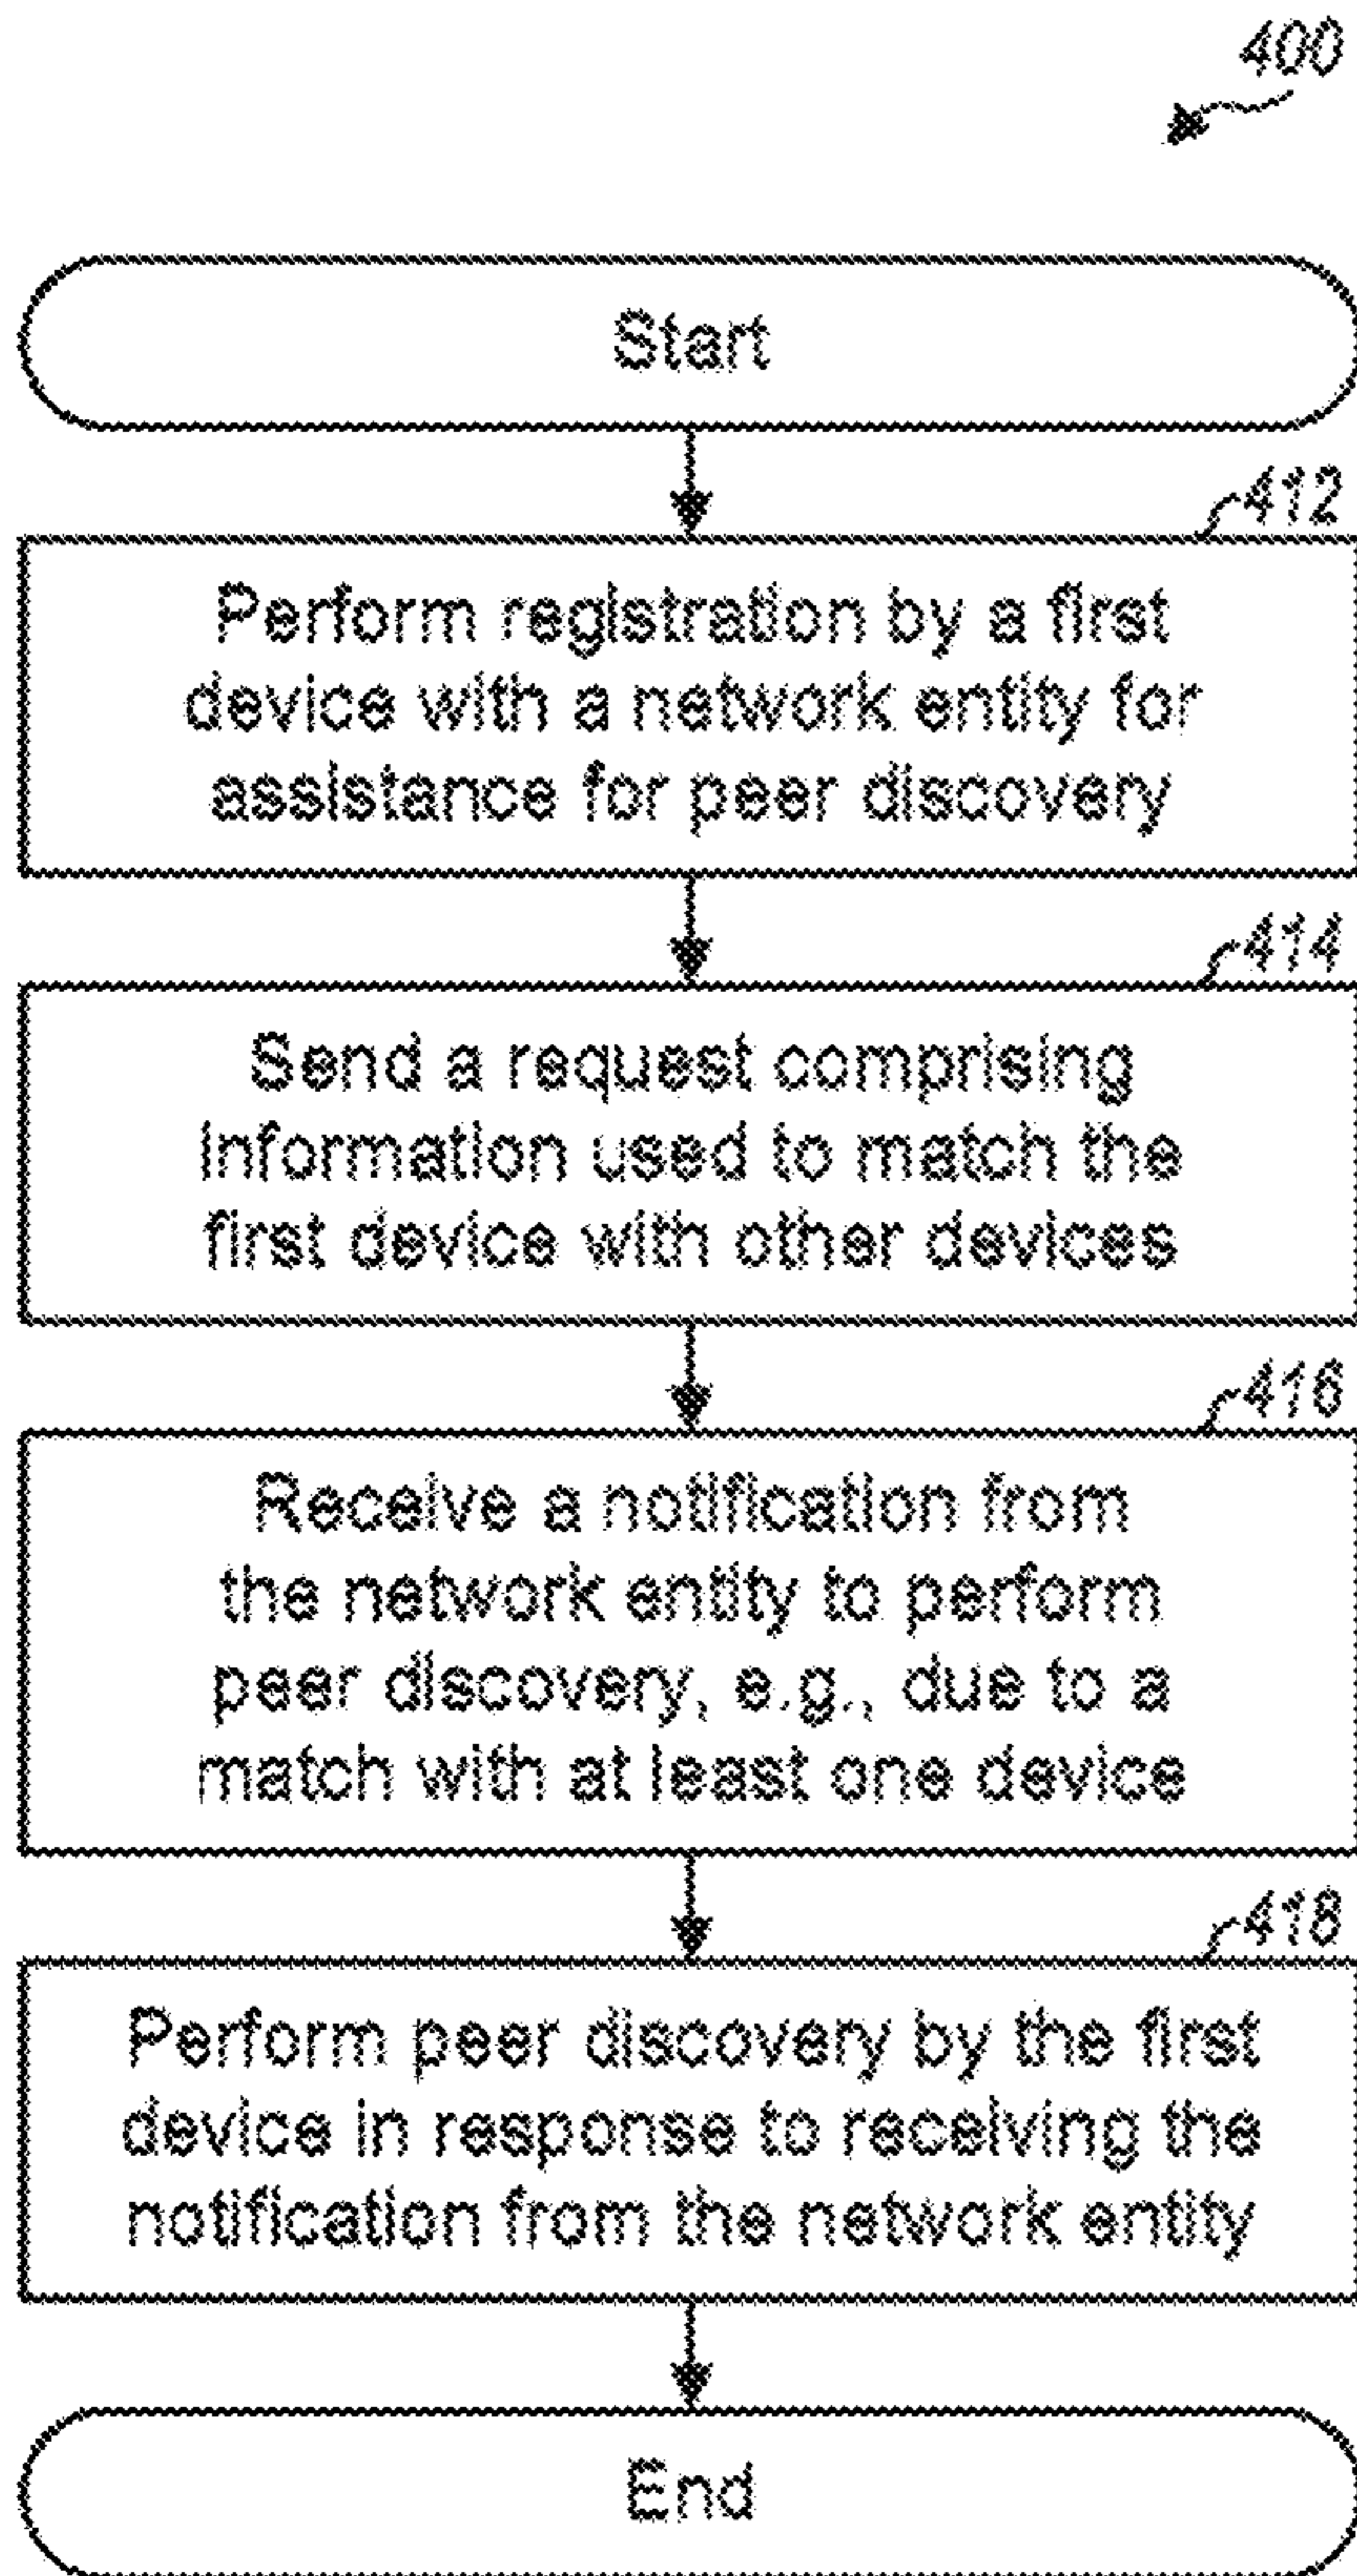 400
Start
412
Perform registration by a first
device with a network entity for
assistance for peer discovery
414
Send a request comprising
information used to match the
first device with other devices
416
Receive a notification from
the network entity to perform
peer discovery, e.g., due to a
match with at least one device
418
Perform peer discovery by the first
device in response to receiving the
notification from the network entity
End